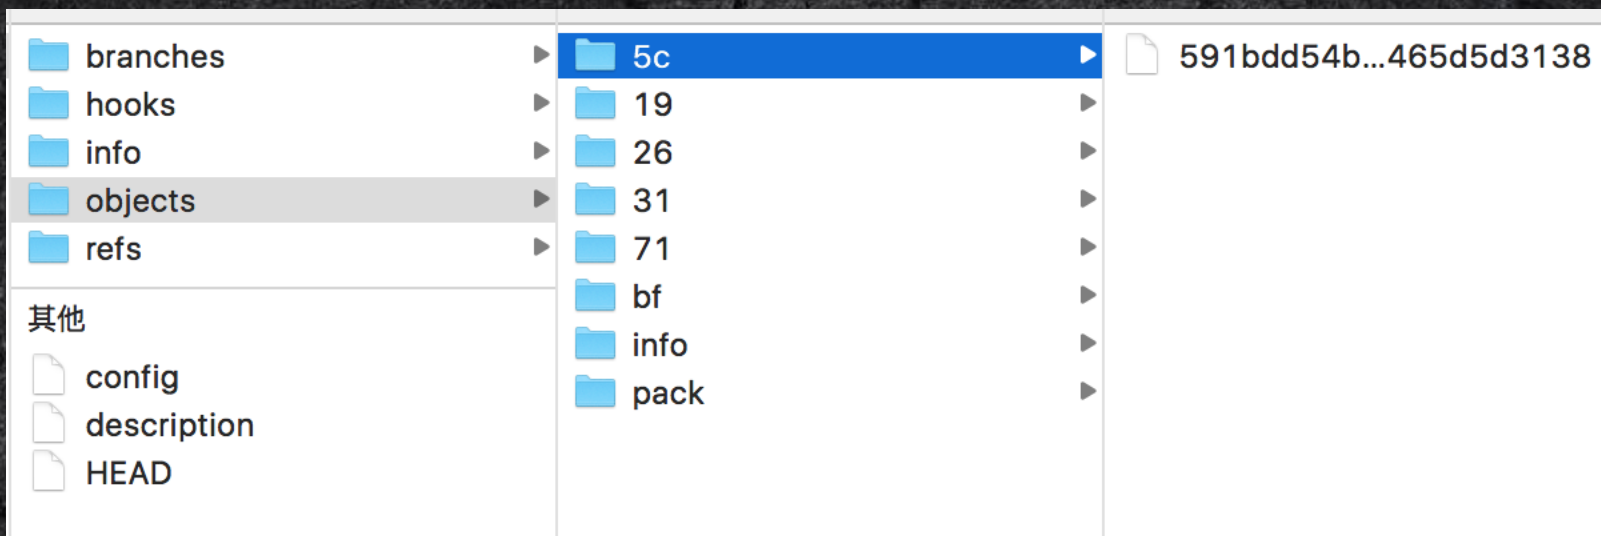 branches
hooks
info
objects
refs
其他
config
description
HEAD
5c
19
26
31
71
bf
info
pack
591bdd54b...465d5d3138